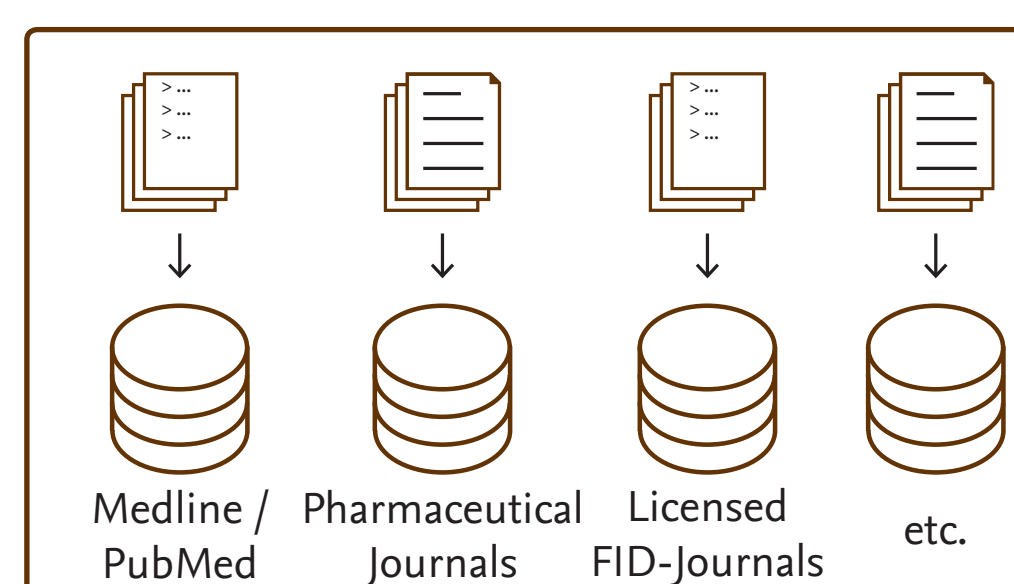 > ...
> ...
> ...
> ...
> ...
> ...
Medline /
PubMed
Pharmaceutical
Journals
Licensed
FID-Journals
etc.